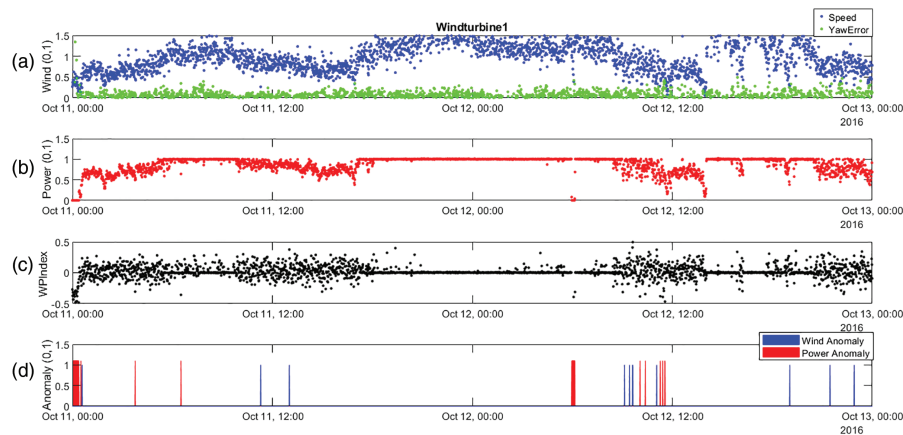 Windturbine1
Speed
YawError
(a)
Wind (0,1)
1.5
1
0.5
0
Oct 11, 00:00 Oct 11, 12:00 Oct 12, 00:00 Oct 12, 12:00 Oct 13, 00:00
2016
(b)
Power (0,1)
1.5
1
0.5
0
Oct 11, 00:00 Oct 11, 12:00 Oct 12, 00:00 Oct 12, 12:00 Oct 13, 00:00
2016
(c)
WPIndex
0.5
0
-0.5
Oct 11, 00:00 Oct 11, 12:00 Oct 12, 00:00 Oct 12, 12:00 Oct 13, 00:00
2016
Wind Anomaly
Power Anomaly
(d)
Anomaly (0,1)
1.5
1
0.5
0
Oct 11, 00:00 Oct 11, 12:00 Oct 12, 00:00 Oct 12, 12:00 Oct 13, 00:00
2016